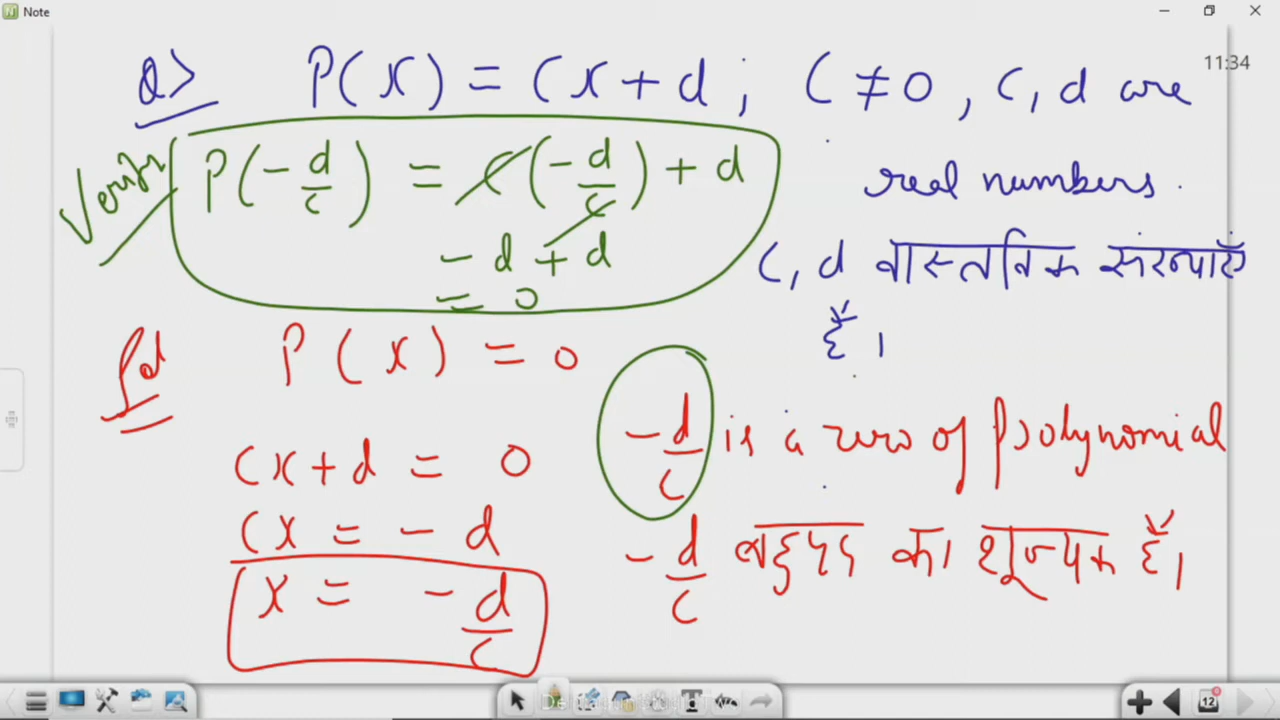 Note
11:34
Q> P(x) = Cx + d ; C ≠ 0 , C, d are
real numbers.
C, d वास्तविक संख्याएँ
हैं।
Verify P(-d/c) = c(-d/c) + d
- d + d
= 0
P(x) = 0
Cx + d = 0
Cx = - d
x = - d/c
- d/c is a zero of polynomial
- d/c बहुपद का शून्यक है।
12